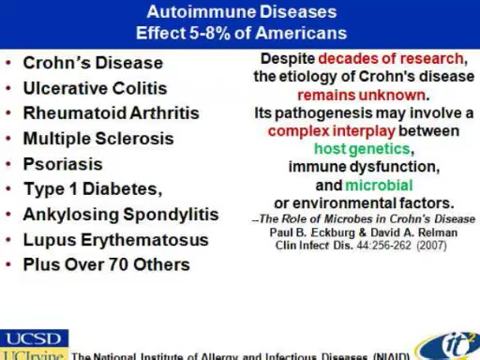 Autoimmune Diseases
Effect 5-8% of Americans
• Crohn's Disease
• Ulcerative Colitis
• Rheumatoid Arthritis
• Multiple Sclerosis
• Psoriasis
• Type 1 Diabetes,
• Ankylosing Spondylitis
• Lupus Erythematosus
• Plus Over 70 Others
Despite decades of research,
the etiology of Crohn's disease
remains unknown.
Its pathogenesis may involve a
complex interplay between
host genetics,
immune dysfunction,
and microbial
or environmental factors.
--The Role of Microbes in Crohn's Disease
Paul B. Eckburg & David A. Relman
Clin Infect Dis. 44:256-262 (2007)
UCSD
UCIrvine
The National Institute of Allergy and Infectious Diseases (NIAID)
it2